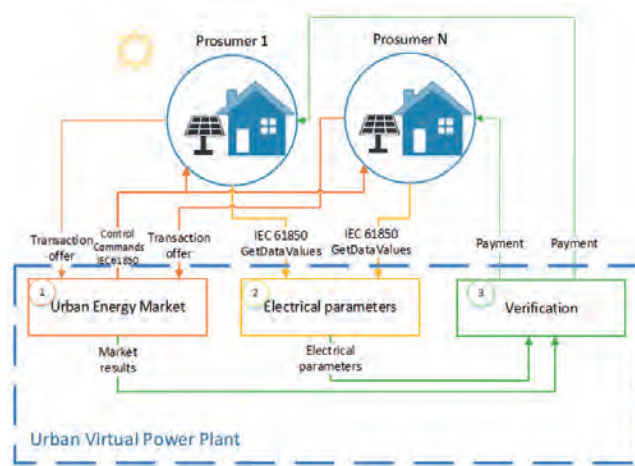 Prosumer 1
Prosumer N
Transaction
offer
Control
Commands
IEC61850
Transaction
offer
IEC 61850
GetDataValues
IEC 61850
GetDataValues
Payment
Payment
1
Urban Energy Market
2
Electrical parameters
3
Verification
Market
results
Electrical
parameters
Urban Virtual Power Plant